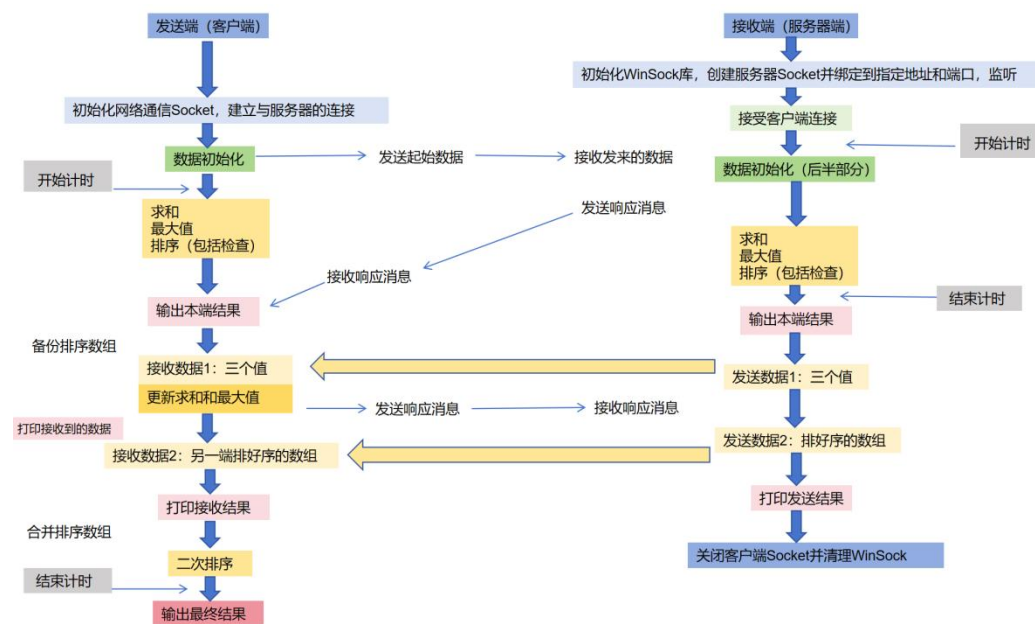 发送端（客户端）
接收端（服务器端）
初始化WinSock库，创建服务器Socket并绑定到指定地址和端口，监听
初始化网络通信Socket，建立与服务器的连接
接受客户端连接
开始计时
数据初始化
发送起始数据
接收发来的数据
数据初始化（后半部分）
开始计时
发送响应消息
求和
最大值
排序（包括检查）
求和
最大值
排序（包括检查）
接收响应消息
结束计时
输出本端结果
输出本端结果
备份排序数组
接收数据1：三个值
发送数据1：三个值
更新求和和最大值
发送响应消息
接收响应消息
打印接收到的数据
接收数据2：另一端排好序的数组
发送数据2：排好序的数组
打印接收结果
打印发送结果
合并排序数组
关闭客户端Socket并清理WinSock
二次排序
结束计时
输出最终结果